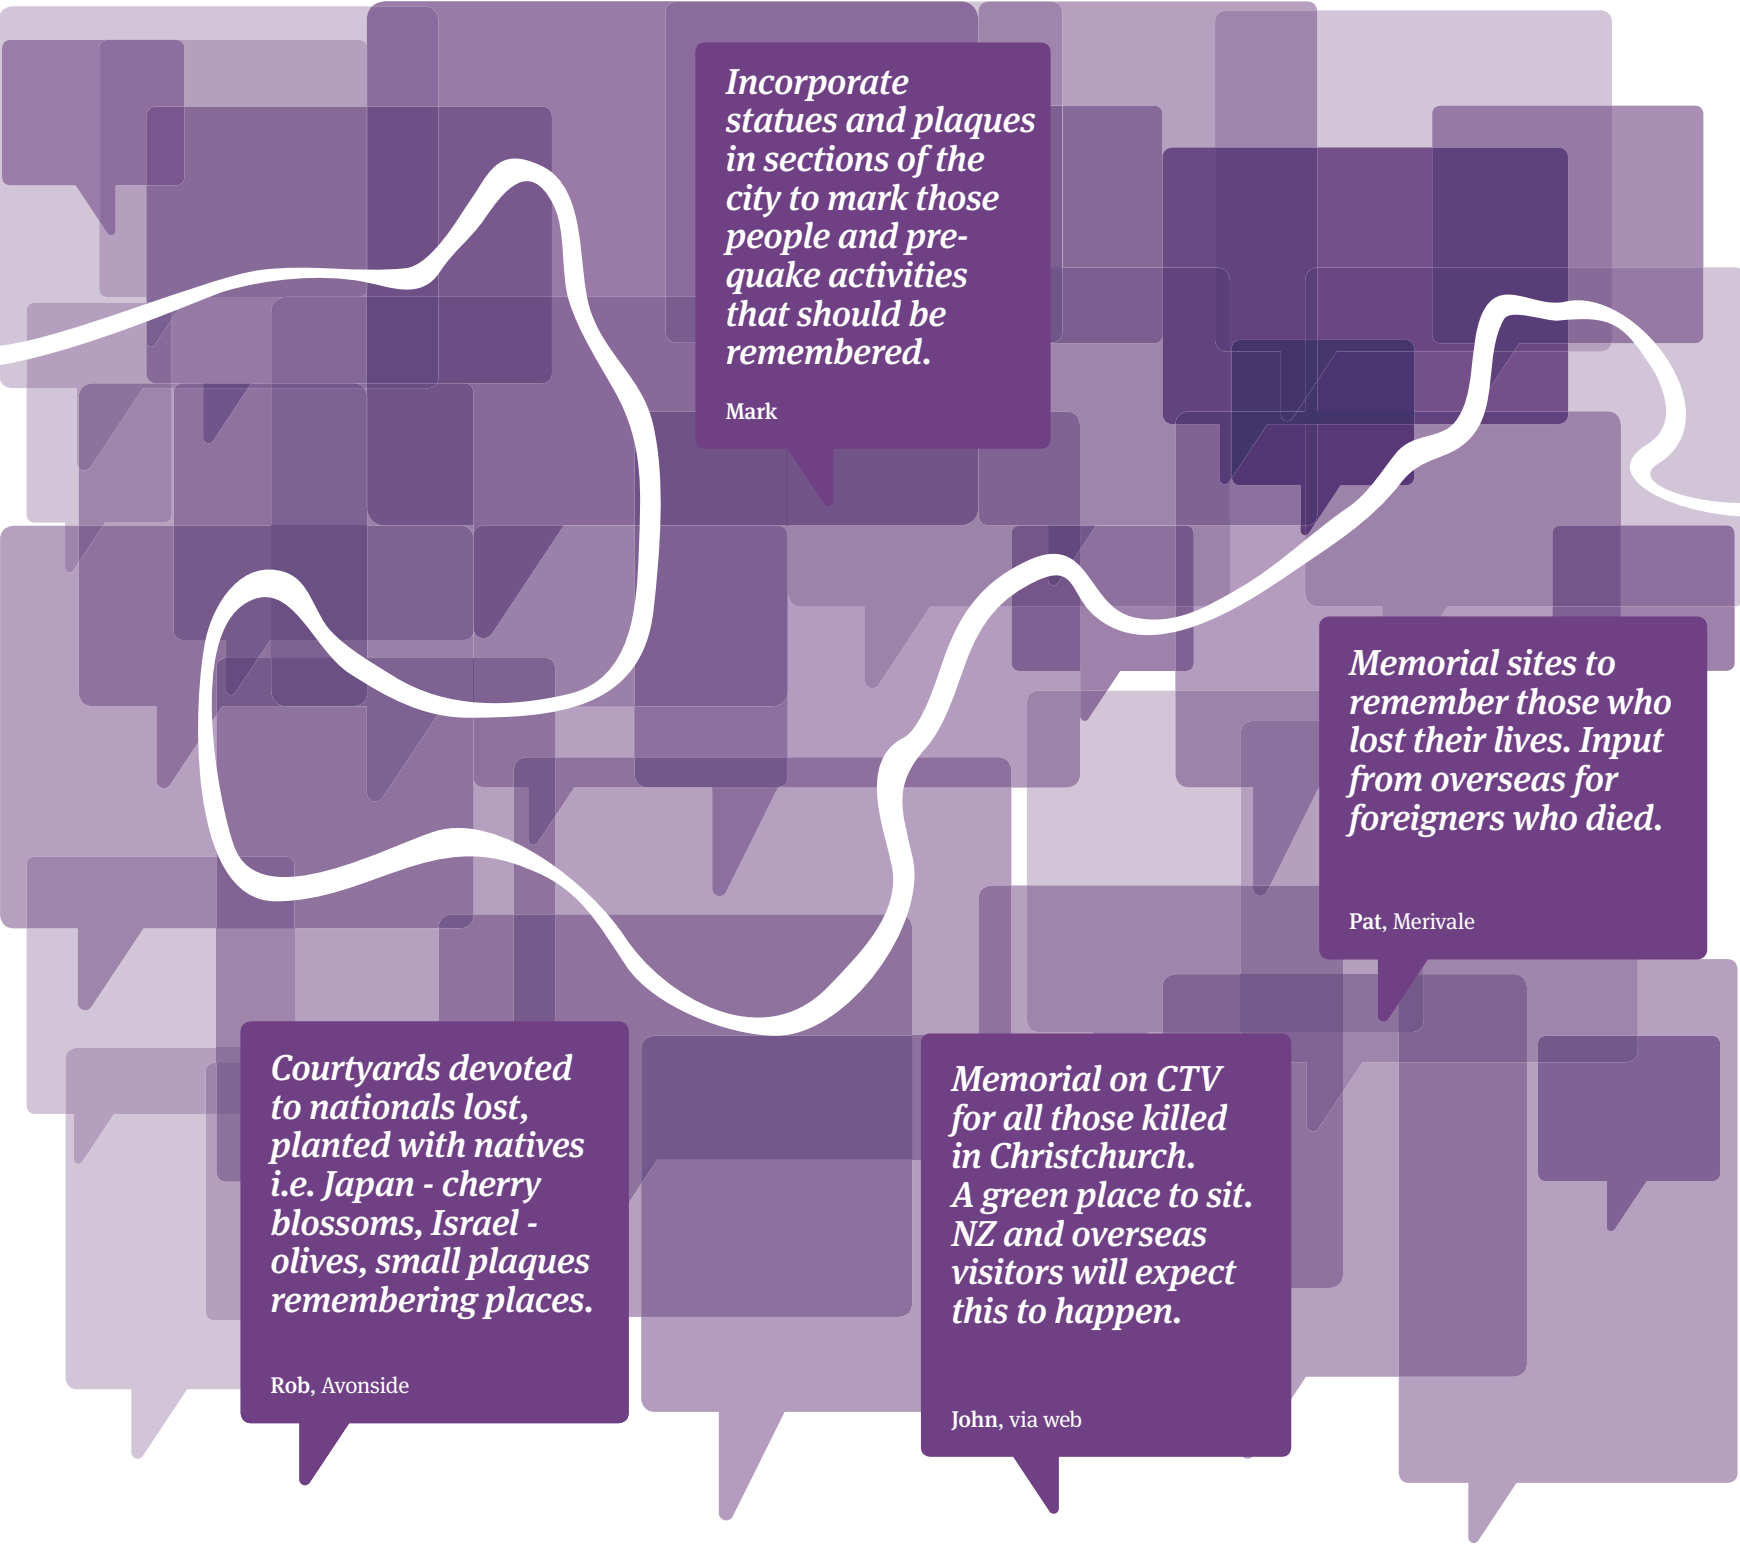 Incorporate
statues and plaques
in sections of the
city to mark those
people and pre-
quake activities
that should be
remembered.
Mark
Memorial sites to
remember those who
lost their lives. Input
from overseas for
foreigners who died.
Pat, Merivale
Courtyards devoted
to nationals lost,
planted with natives
i.e. Japan - cherry
blossoms, Israel -
olives, small plaques
remembering places.
Rob, Avonside
Memorial on CTV
for all those killed
in Christchurch.
A green place to sit.
NZ and overseas
visitors will expect
this to happen.
John, via web